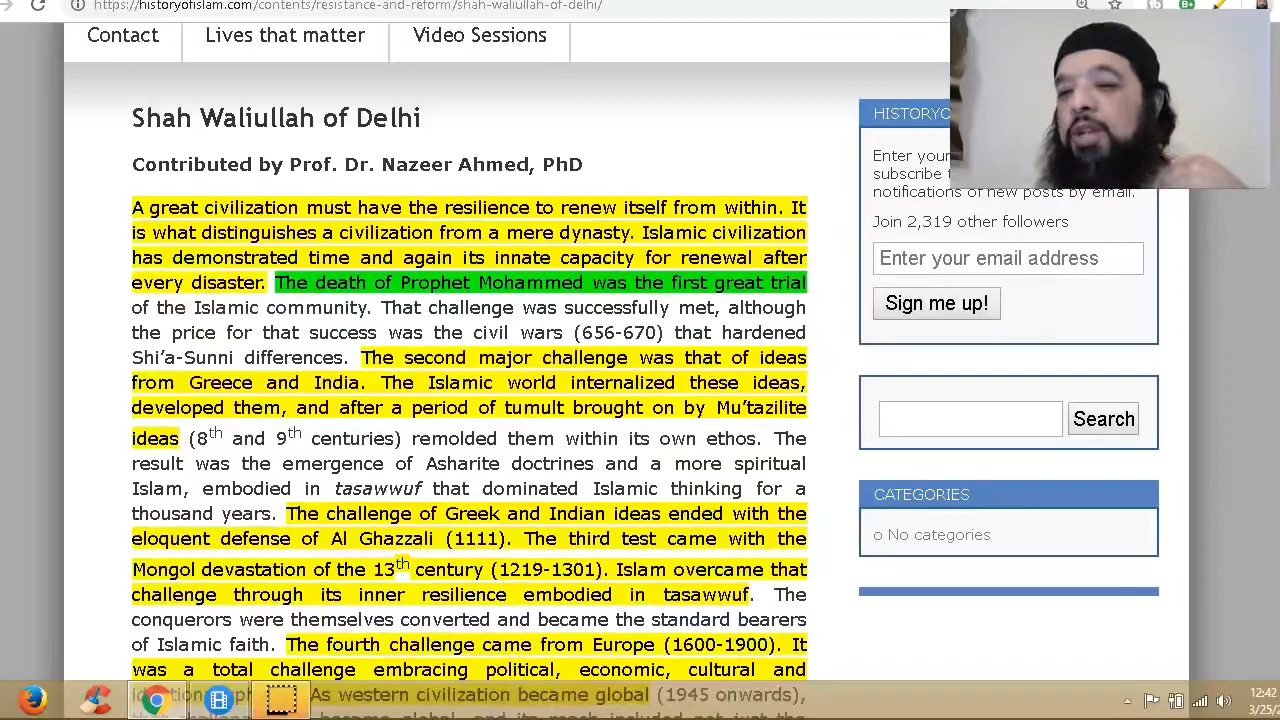 https://historyofislam.com/contents/resistance-and-reform/shah-waliullah-of-delhi/
Contact
Lives that matter
Video Sessions
Shah Waliullah of Delhi
Contributed by Prof. Dr. Nazeer Ahmed, PhD
A great civilization must have the resilience to renew itself from within. It
is what distinguishes a civilization from a mere dynasty. Islamic civilization
has demonstrated time and again its innate capacity for renewal after
every disaster. The death of Prophet Mohammed was the first great trial
of the Islamic community. That challenge was successfully met, although
the price for that success was the civil wars (656-670) that hardened
Shi’a-Sunni differences. The second major challenge was that of ideas
from Greece and India. The Islamic world internalized these ideas,
developed them, and after a period of tumult brought on by Mu’tazilite
ideas (8th and 9th centuries) remolded them within its own ethos. The
result was the emergence of Asharite doctrines and a more spiritual
Islam, embodied in tasawwuf that dominated Islamic thinking for a
thousand years. The challenge of Greek and Indian ideas ended with the
eloquent defense of Al Ghazzali (1111). The third test came with the
Mongol devastation of the 13th century (1219-1301). Islam overcame that
challenge through its inner resilience embodied in tasawwuf. The
conquerors were themselves converted and became the standard bearers
of Islamic faith. The fourth challenge came from Europe (1600-1900). It
was a total challenge embracing political, economic, cultural and
As western civilization became global (1945 onwards),
HISTORYO
Enter your
subscribe
notifications of new posts by email.
Join 2,319 other followers
Enter your email address
Sign me up!
Search
CATEGORIES
o No categories
12:42
3/25/2